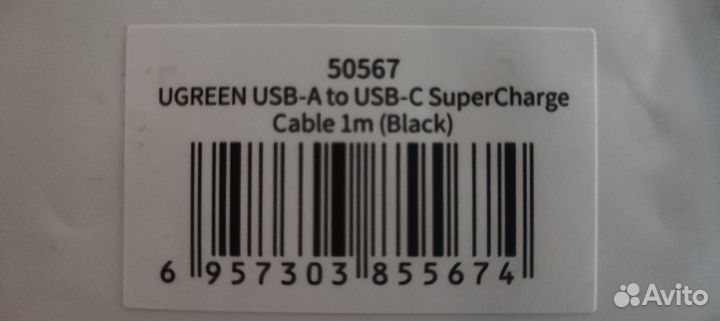 50567
UGREEN USB-A to USB-C SuperCharge
Cable 1m (Black)
6 957303 855674
Avito